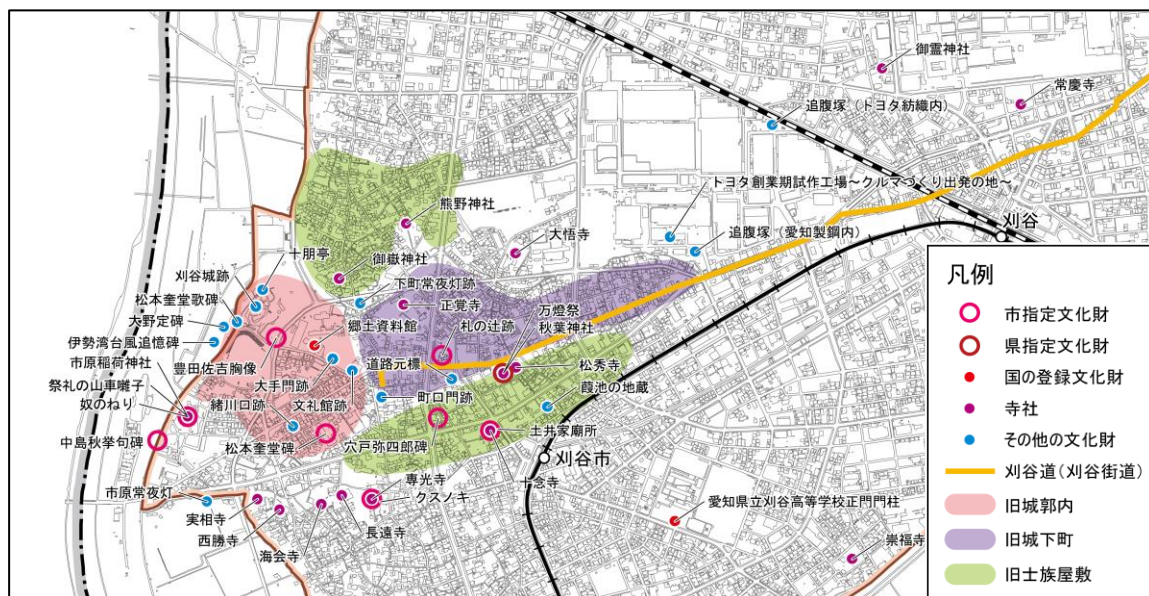 御霊神社
常慶寺
追腹塚（トヨタ紡織内）
トヨタ創業期試作工場～クルマづくり出発の地～
熊野神社
大悟寺
追腹塚（愛知製鋼内）
刈谷
十朋亭
御嶽神社
刈谷城跡
下町常夜灯跡
松本奎堂歌碑
正覚寺
万燈祭
秋葉神社
大野定碑
郷土資料館
札の辻跡
伊勢湾台風追憶碑
市原稲荷神社
豊田佐吉胸像
道路元標
松秀寺
祭礼の山車囃子
大手門跡
葭池の地蔵
奴のねり
緒川口跡
文礼館跡
町口門跡
中島秋挙句碑
松本奎堂碑
穴戸弥四郎碑
土井家廟所
刈谷市
専光寺
十念寺
市原常夜灯
クスノキ
愛知県立刈谷高等学校正門門柱
実相寺
長遠寺
西勝寺
海会寺
崇福寺
凡例
市指定文化財
県指定文化財
国の登録文化財
寺社
その他の文化財
刈谷道（刈谷街道）
旧城郭内
旧城下町
旧士族屋敷